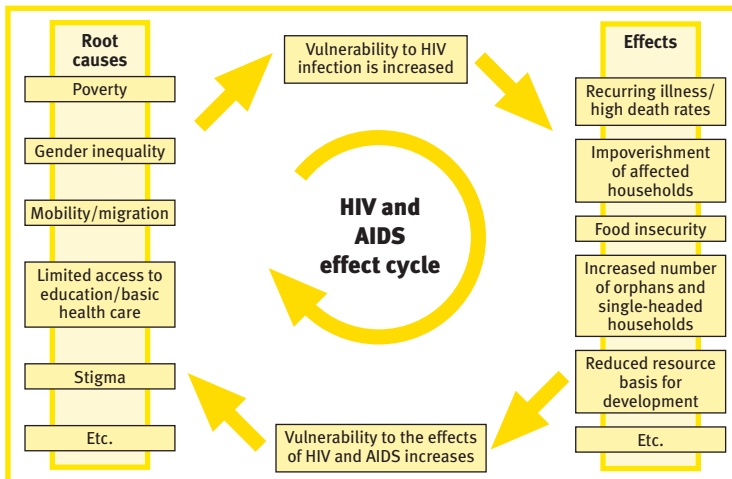 Root
causes
Poverty
Gender inequality
Mobility/migration
Limited access to
education/basic
health care
Stigma
Etc.
Vulnerability to HIV
infection is increased
HIV and
AIDS
effect cycle
Vulnerability to the effects
of HIV and AIDS increases
Effects
Recurring illness/
high death rates
Impoverishment
of affected
households
Food insecurity
Increased number
of orphans and
single-headed
households
Reduced resource
basis for
development
Etc.